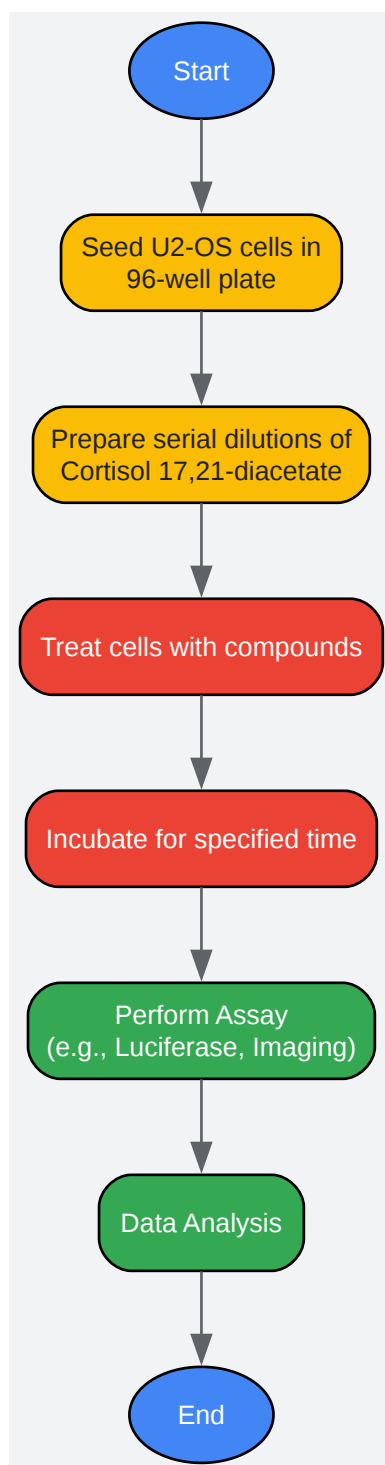 Start
Seed U2-OS cells in
96-well plate
Prepare serial dilutions of
Cortisol 17,21-diacetate
Treat cells with compounds
Incubate for specified time
Perform Assay
(e.g., Luciferase, Imaging)
Data Analysis
End